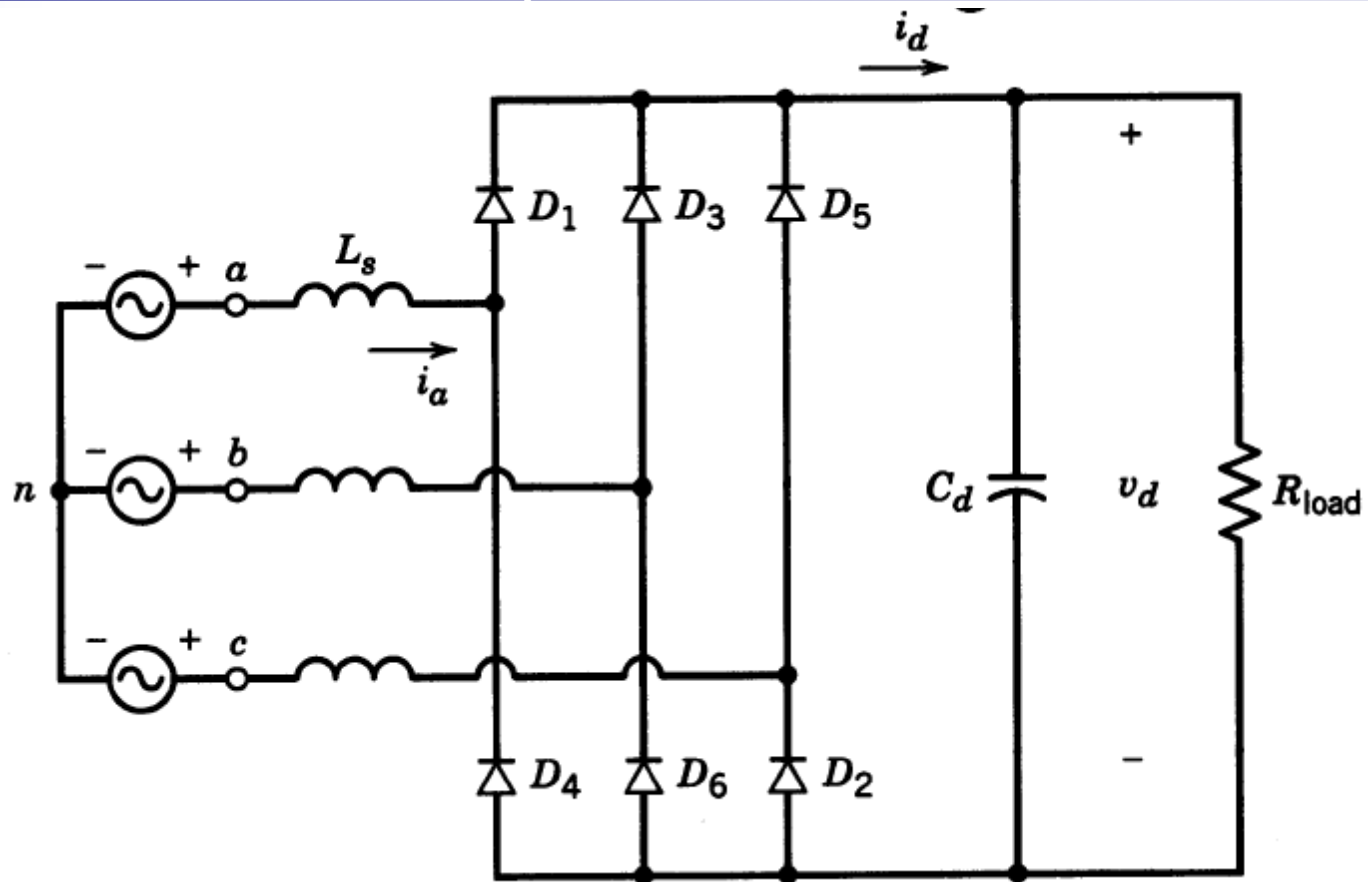 i_d
+
D_1
D_3
D_5
- + a
L_s
i_a
- + b
n
C_d
v_d
R_load
- + c
D_4
D_6
D_2
-